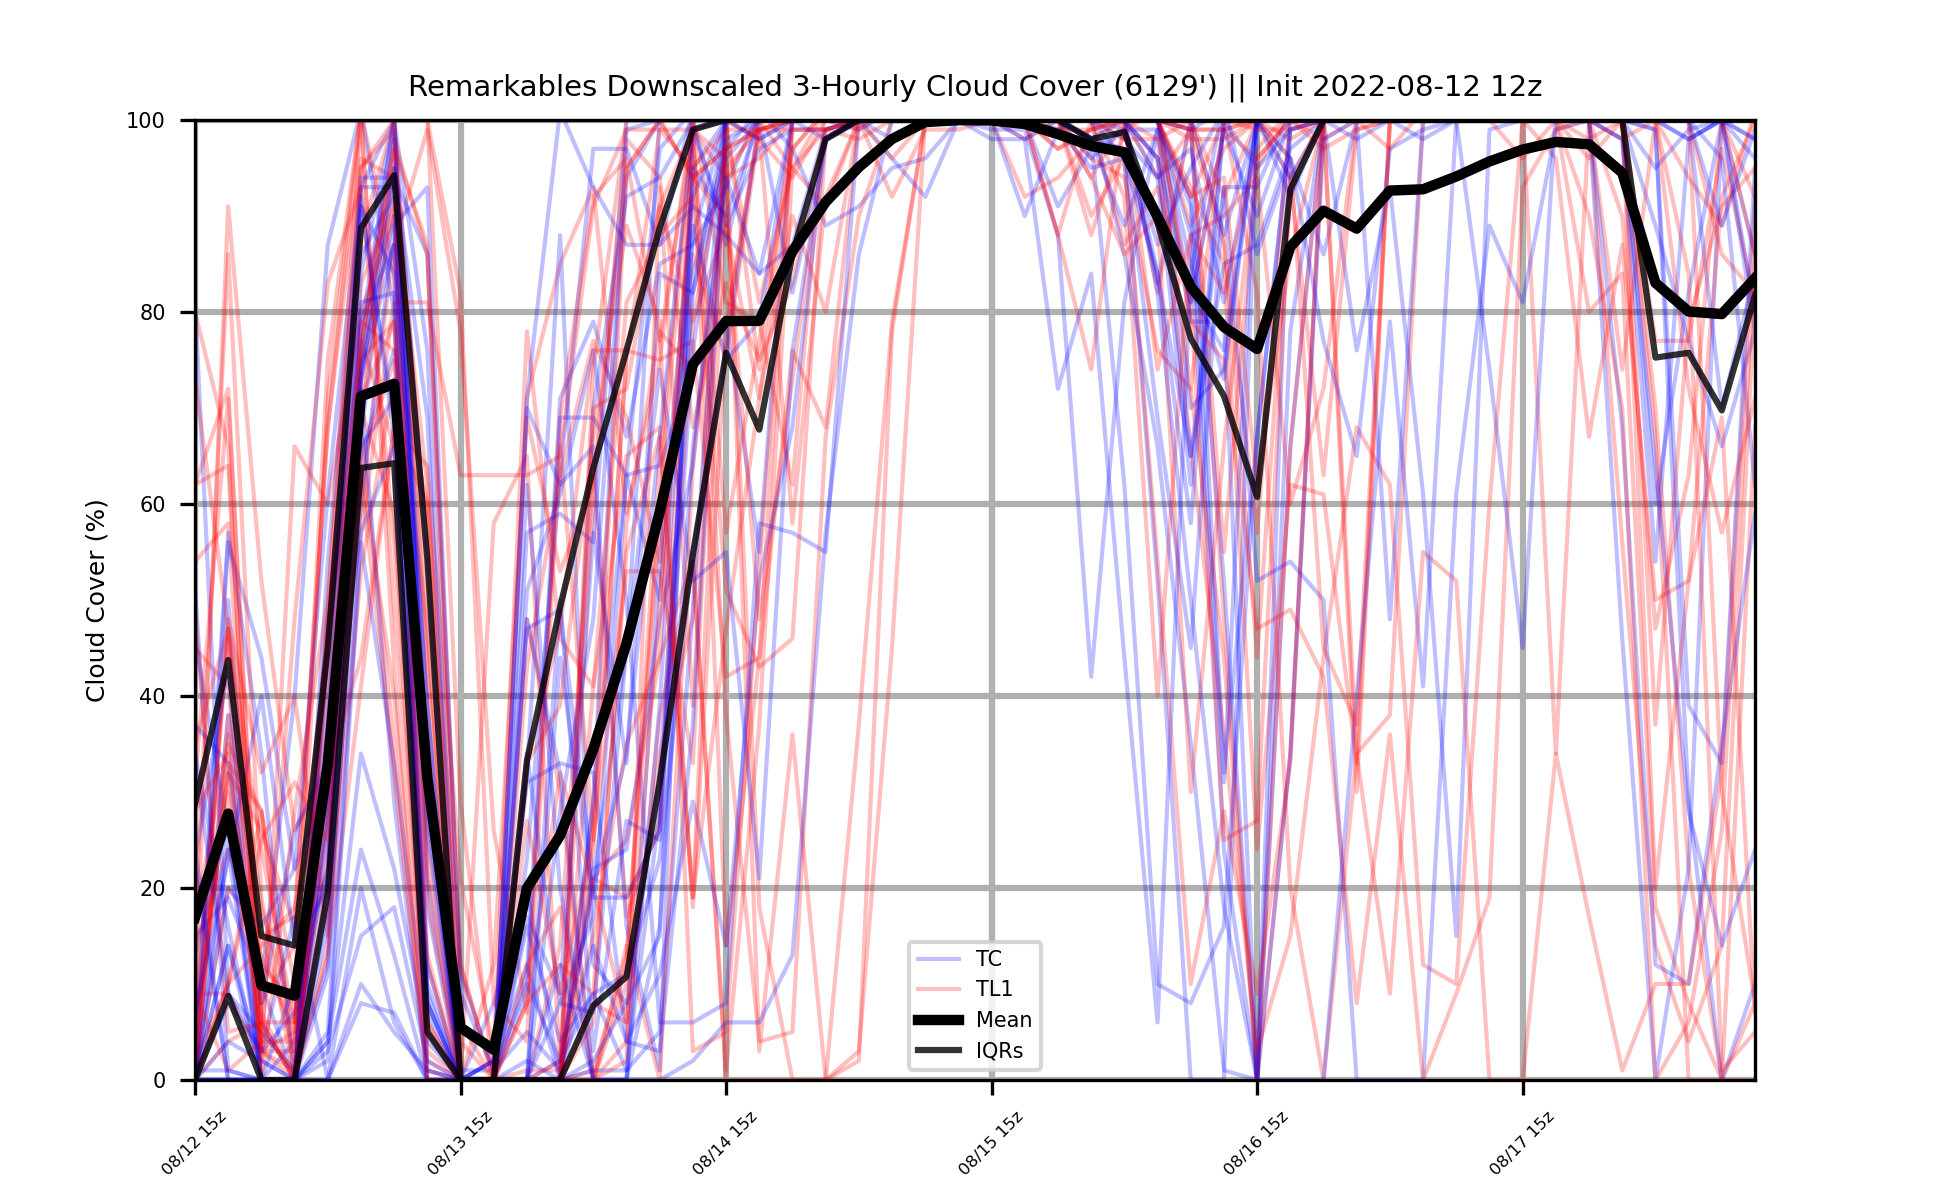 Remarkables Downscaled 3-Hourly Cloud Cover (6129') || Init 2022-08-12 12z
Cloud Cover (%)
100
80
60
40
20
0
TC
TL1
Mean
IQRs
08/12 15z
08/13 15z
08/14 15z
08/15 15z
08/16 15z
08/17 15z